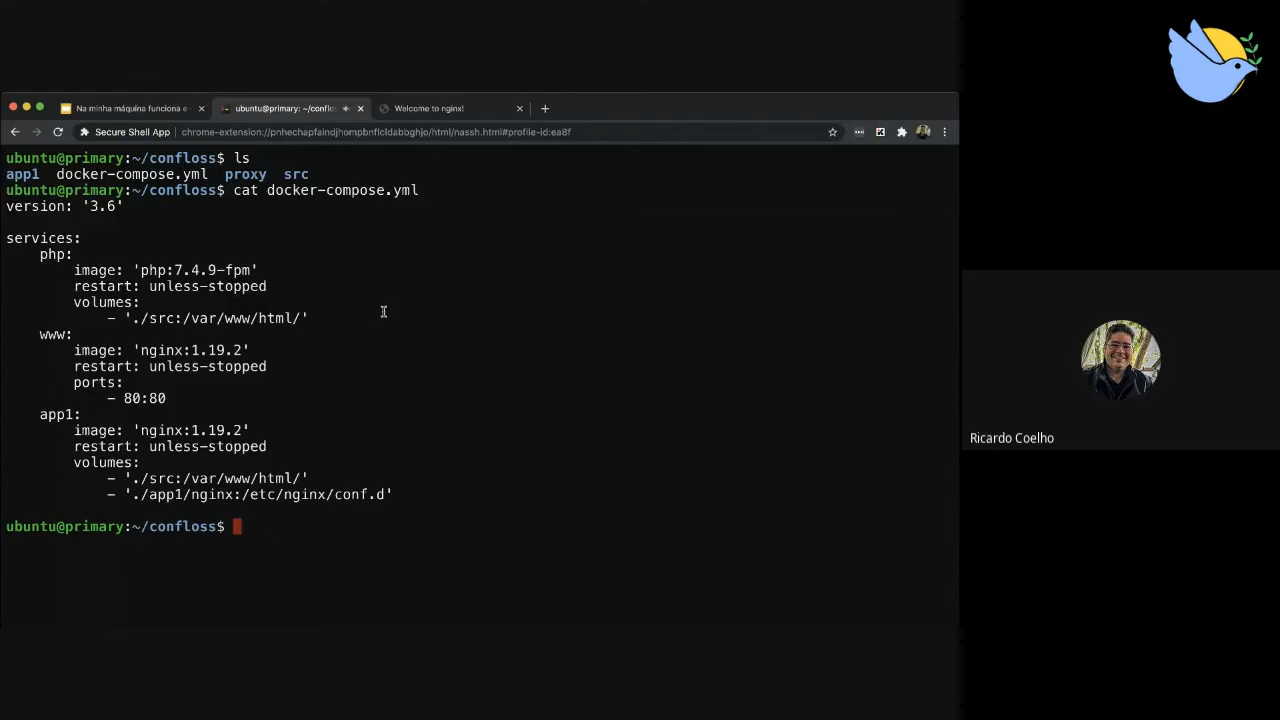 Na minha máquina funciona e
ubuntu@primary: ~/conflo
Welcome to nginx!
Secure Shell App
chrome-extension://pnhechapfaindjhompbnflcldabbghjo/html/nassh.html#profile-id:ea8f
ubuntu@primary:~/confloss$ ls
app1 docker-compose.yml proxy src
ubuntu@primary:~/confloss$ cat docker-compose.yml
version: '3.6'
services:
php:
image: 'php:7.4.9-fpm'
restart: unless-stopped
volumes:
- './src:/var/www/html/'
www:
image: 'nginx:1.19.2'
restart: unless-stopped
ports:
- 80:80
app1:
image: 'nginx:1.19.2'
restart: unless-stopped
volumes:
- './src:/var/www/html/'
- './app1/nginx:/etc/nginx/conf.d'
ubuntu@primary:~/confloss$
Ricardo Coelho